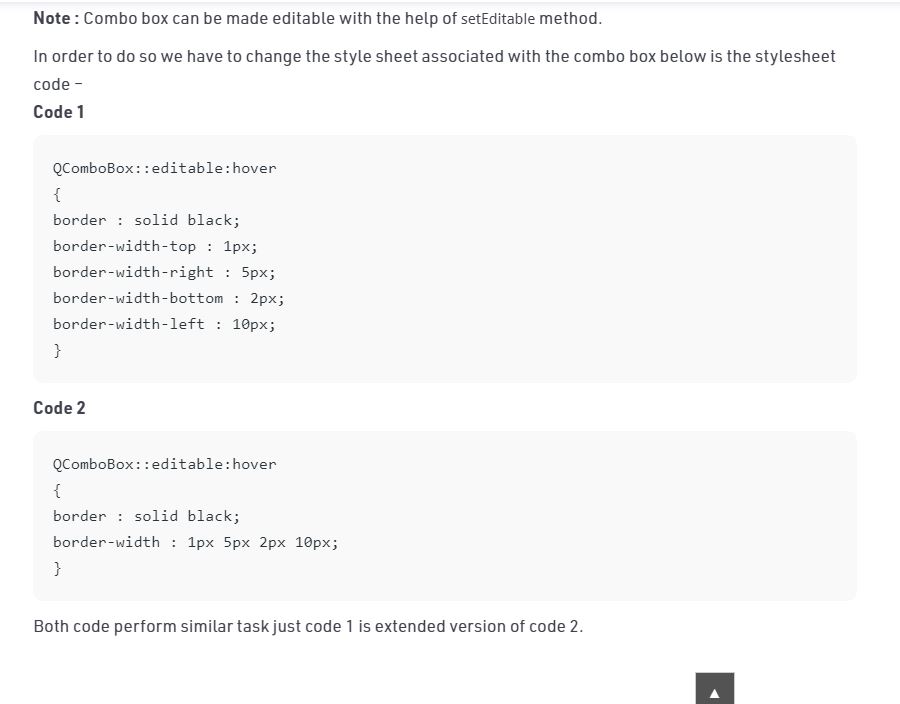 Note : Combo box can be made editable with the help of setEditable method.
In order to do so we have to change the style sheet associated with the combo box below is the stylesheet
code –
Code 1
QComboBox::editable:hover
{
border : solid black;
border-width-top : 1px;
border-width-right : 5px;
border-width-bottom : 2px;
border-width-left : 10px;
}
Code 2
QComboBox::editable:hover
{
border : solid black;
border-width : 1px 5px 2px 10px;
}
Both code perform similar task just code 1 is extended version of code 2.